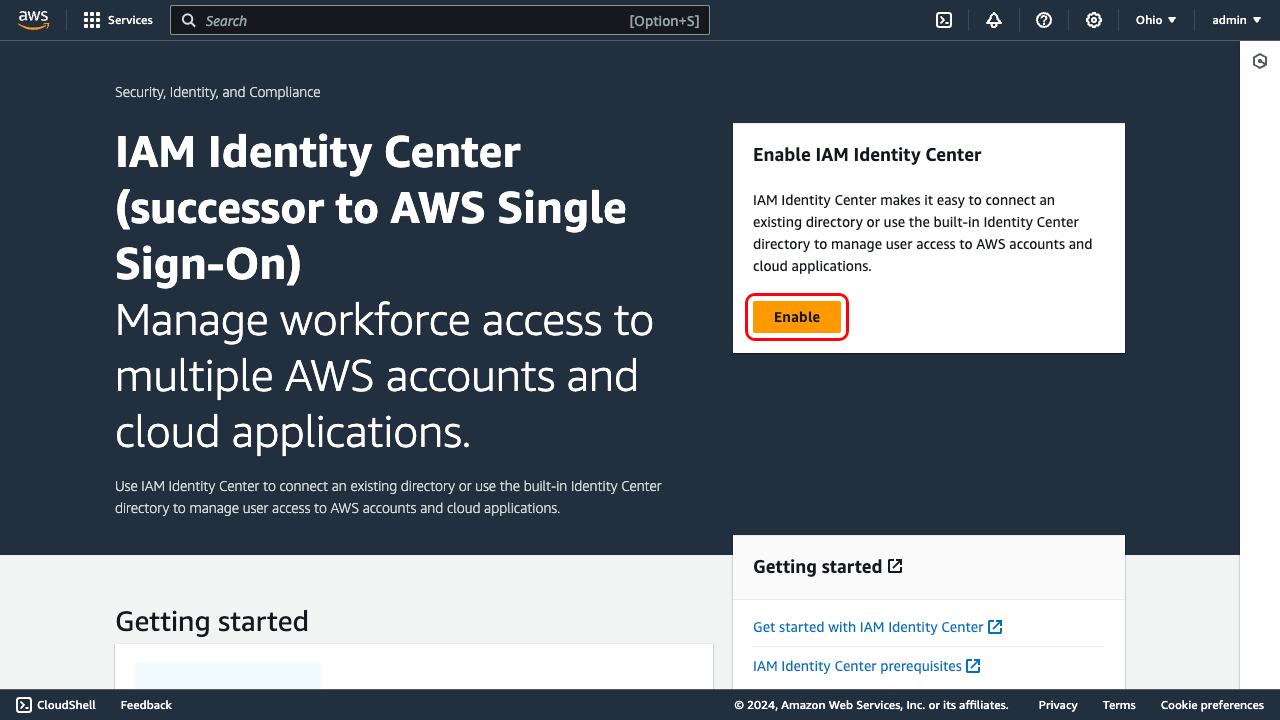 aws
Services
Search
[Option+S]
Ohio
admin
Security, Identity, and Compliance
IAM Identity Center
(successor to AWS Single
Sign-On)
Manage workforce access to
multiple AWS accounts and
cloud applications.
Use IAM Identity Center to connect an existing directory or use the built-in Identity Center
directory to manage user access to AWS accounts and cloud applications.
Enable IAM Identity Center
IAM Identity Center makes it easy to connect an
existing directory or use the built-in Identity Center
directory to manage user access to AWS accounts and
cloud applications.
Enable
Getting started
Get started with IAM Identity Center
IAM Identity Center prerequisites
Getting started
CloudShell
Feedback
© 2024, Amazon Web Services, Inc. or its affiliates.
Privacy
Terms
Cookie preferences